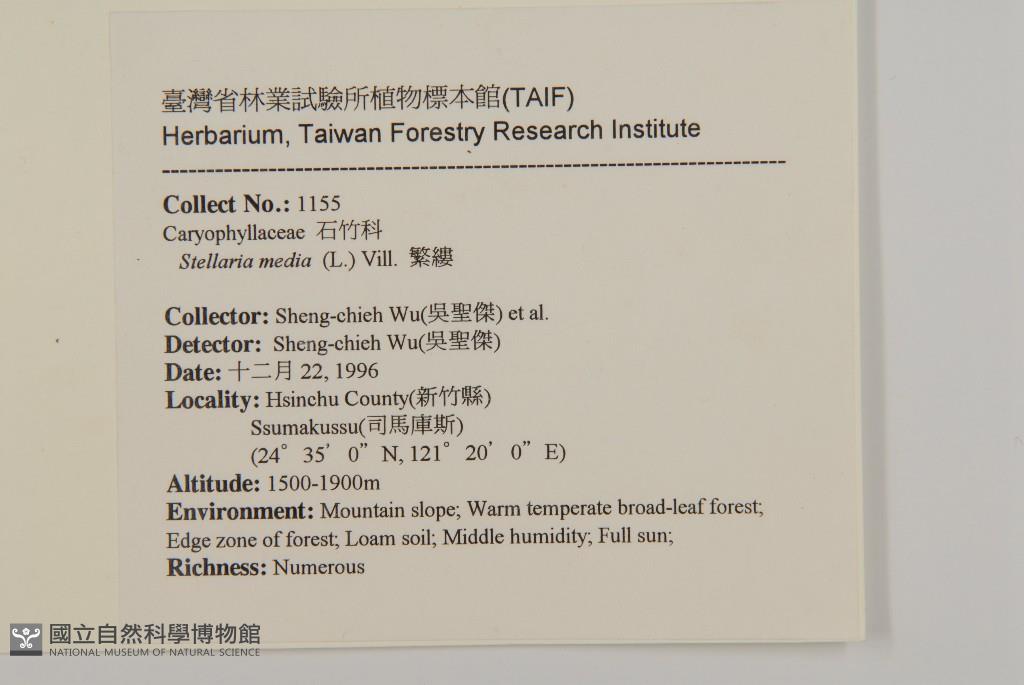 臺灣省林業試驗所植物標本館(TAIF)
Herbarium, Taiwan Forestry Research Institute
Collect No.: 1155
Caryophyllaceae 石竹科
Stellaria media (L.) Vill. 繁縷
Collector: Sheng-chieh Wu(吳聖傑) et al.
Detector: Sheng-chieh Wu(吳聖傑)
Date: 十二月 22, 1996
Locality: Hsinchu County(新竹縣)
Ssumakussu(司馬庫斯)
(24° 35' 0” N, 121° 20' 0” E)
Altitude: 1500-1900m
Environment: Mountain slope; Warm temperate broad-leaf forest;
Edge zone of forest; Loam soil; Middle humidity; Full sun;
Richness: Numerous
國立自然科學博物館
NATIONAL MUSEUM OF NATURAL SCIENCE